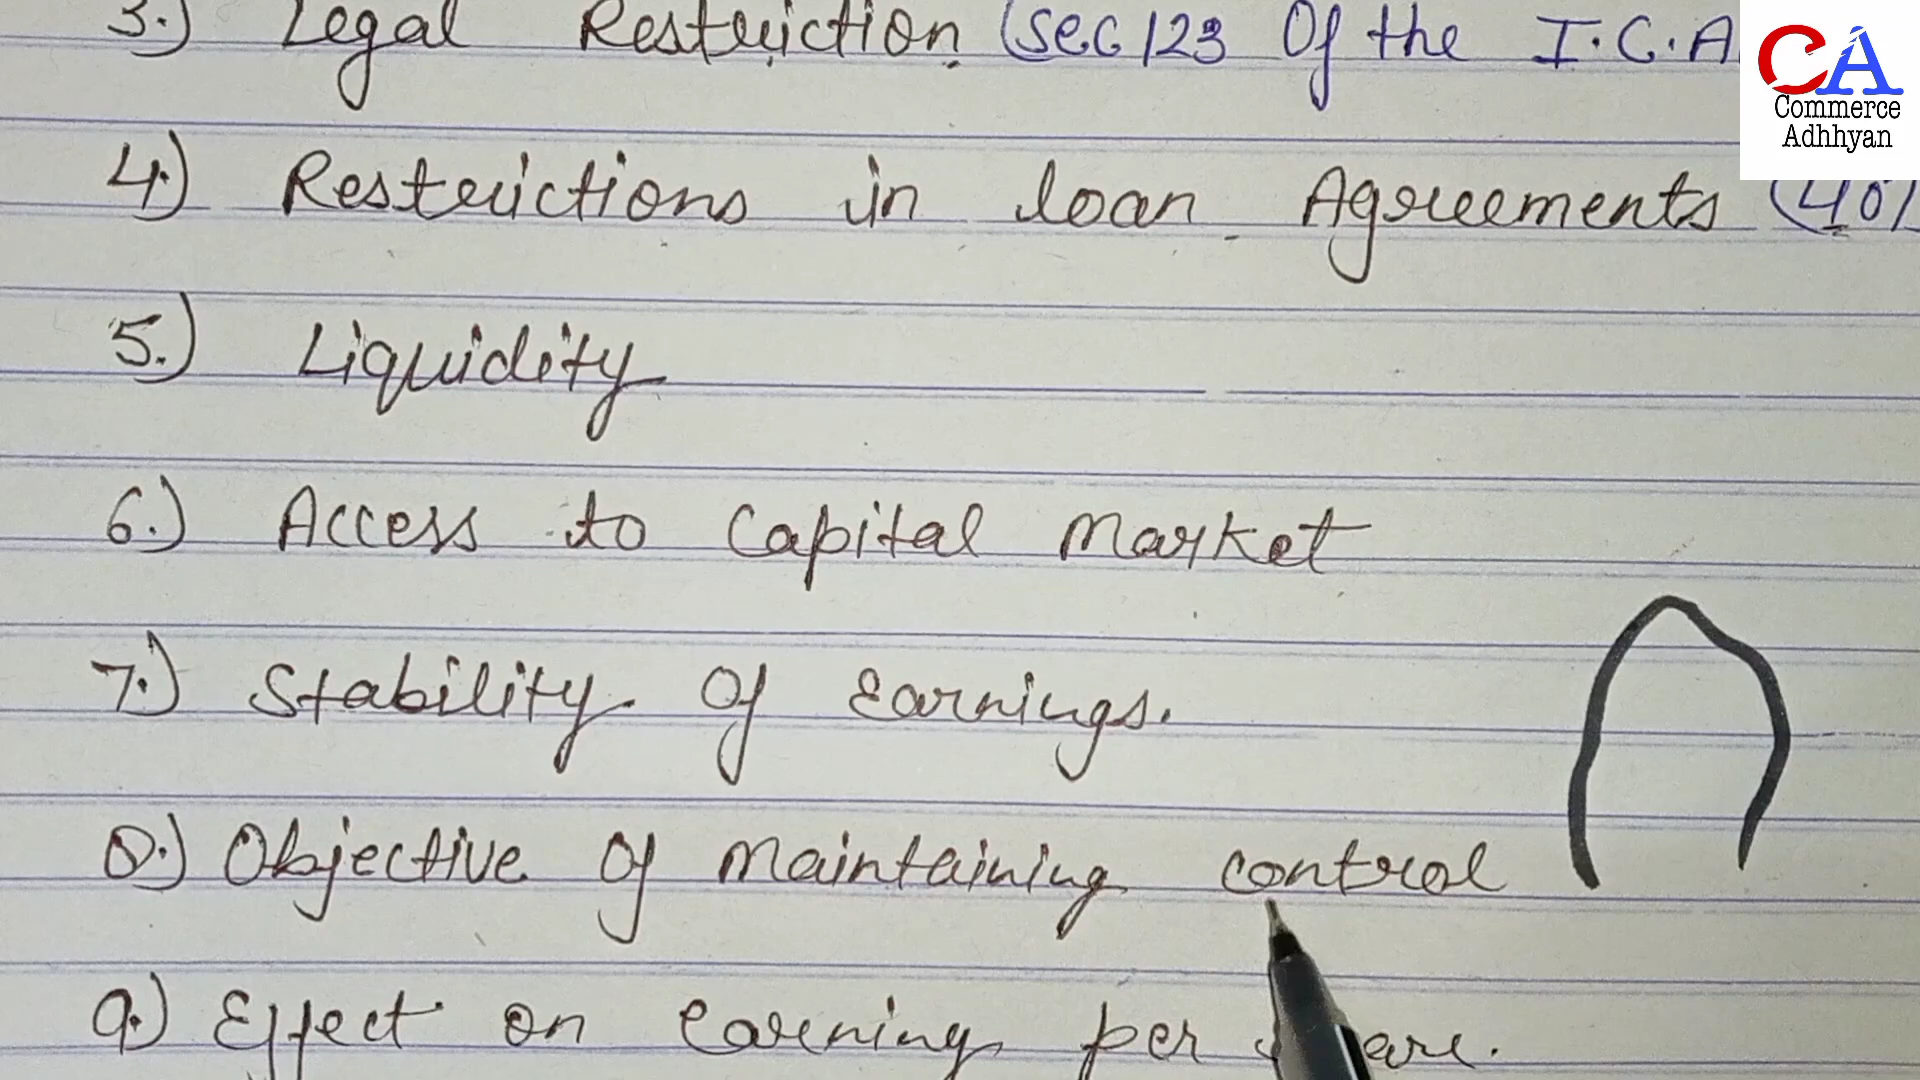 3.) Legal Restriction (Sec 123 Of the I.C.A
CA
Commerce
Adhhyan
4.) Restrictions in loan Agreements (40%
5.) Liquidity
6.) Access to Capital Market
7.) Stability Of Earnings.
8.) Objective Of Maintaining control
9.) Effect on Earning per are.